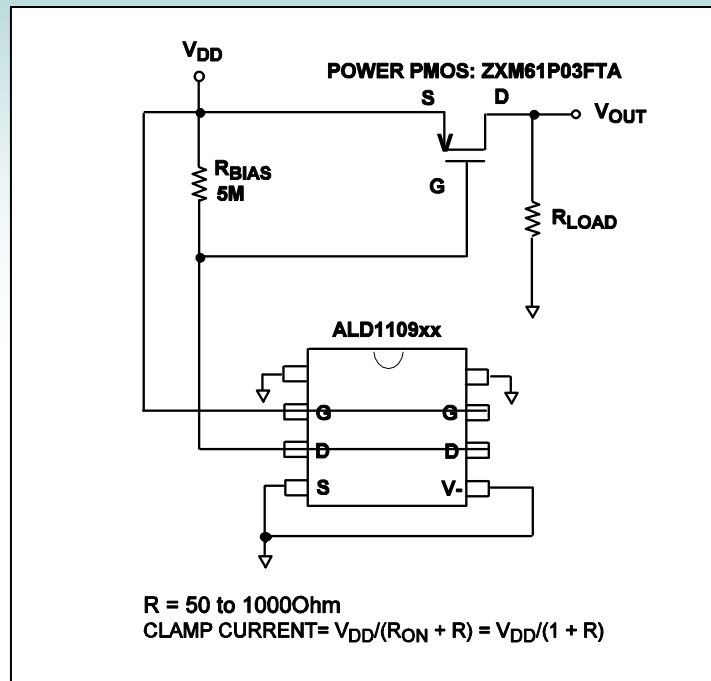 VDD
POWER PMOS: ZXM61P03FTA
S D
VOUT
RBIAS
5M
G
RLOAD
ALD1109xx
G G
D D
S V-
R = 50 to 1000Ohm
CLAMP CURRENT= VDD/(RON + R) = VDD/(1 + R)